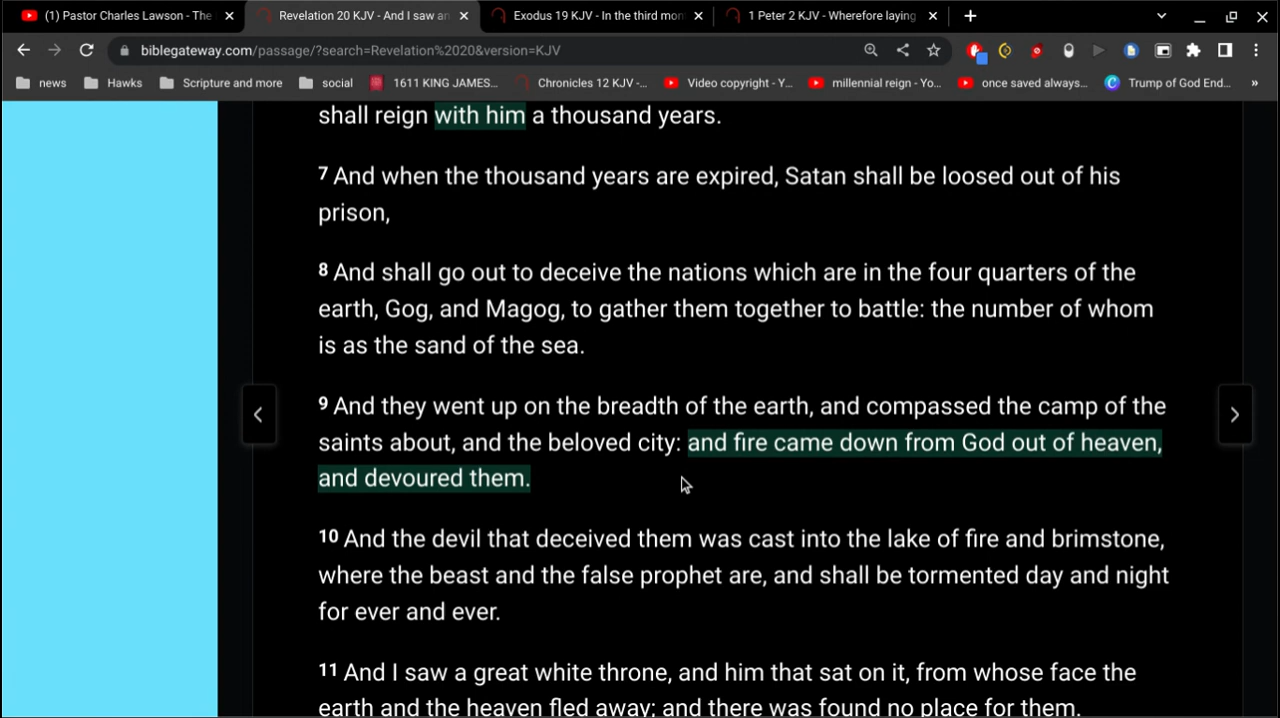 (1) Pastor Charles Lawson - The
Revelation 20 KJV - And I saw an
Exodus 19 KJV - In the third mon
1 Peter 2 KJV - Wherefore laying
biblegateway.com/passage/?search=Revelation%2020&version=KJV
news
Hawks
Scripture and more
social
1611 KING JAMES...
Chronicles 12 KJV -...
Video copyright - Y...
millennial reign - Yo...
once saved always...
Trump of God End...
shall reign with him a thousand years.
7 And when the thousand years are expired, Satan shall be loosed out of his
prison,
8 And shall go out to deceive the nations which are in the four quarters of the
earth, Gog, and Magog, to gather them together to battle: the number of whom
is as the sand of the sea.
9 And they went up on the breadth of the earth, and compassed the camp of the
saints about, and the beloved city: and fire came down from God out of heaven,
and devoured them.
10 And the devil that deceived them was cast into the lake of fire and brimstone,
where the beast and the false prophet are, and shall be tormented day and night
for ever and ever.
11 And I saw a great white throne, and him that sat on it, from whose face the
earth and the heaven fled away; and there was found no place for them.